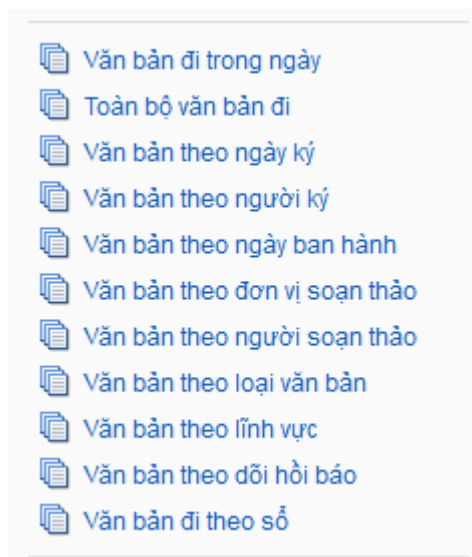 Văn bản đi trong ngày
Toàn bộ văn bản đi
Văn bản theo ngày ký
Văn bản theo người ký
Văn bản theo ngày ban hành
Văn bản theo đơn vị soạn thảo
Văn bản theo người soạn thảo
Văn bản theo loại văn bản
Văn bản theo lĩnh vực
Văn bản theo dõi hồi báo
Văn bản đi theo sổ